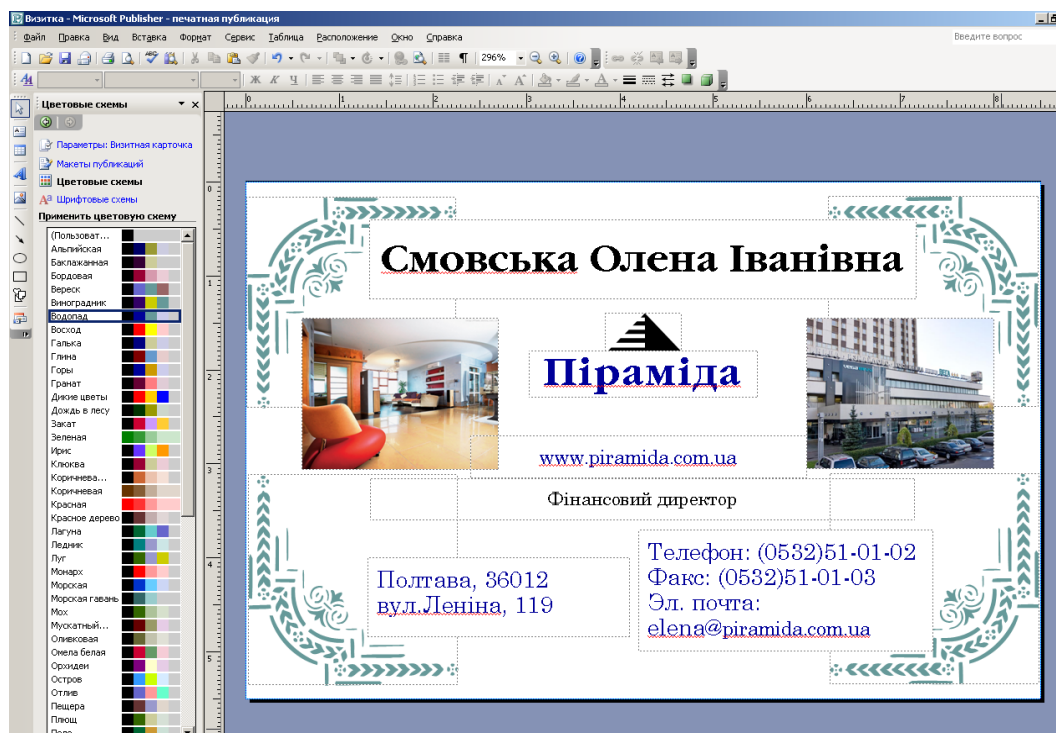 Визитка - Microsoft Publisher - печатная публикация
Файл Правка Вид Вставка Формат Сервис Таблица Расположение Окно Справка
Введите вопрос
296%
Цветовые схемы
Параметры: Визитная карточка
Макеты публикаций
Цветовые схемы
Шрифтовые схемы
Применить цветовую схему
(Пользоват...
Альпийская
Баклажанная
Бордовая
Вереск
Виноградник
Водопад
Восход
Галька
Глина
Горы
Гранат
Дикие цветы
Дождь в лесу
Закат
Зеленая
Ирис
Клюква
Коричнева...
Коричневая
Красная
Красное дерево
Лагуна
Ледник
Луг
Монарх
Морская
Морская гавань
Мох
Мускатный...
Оливковая
Омела белая
Орхидеи
Остров
Отлив
Пещера
Плющ
Смовська Олена Іванівна
Піраміда
www.piramida.com.ua
Фінансовий директор
Полтава, 36012
вул.Леніна, 119
Телефон: (0532)51-01-02
Факс: (0532)51-01-03
Эл. почта:
elena@piramida.com.ua